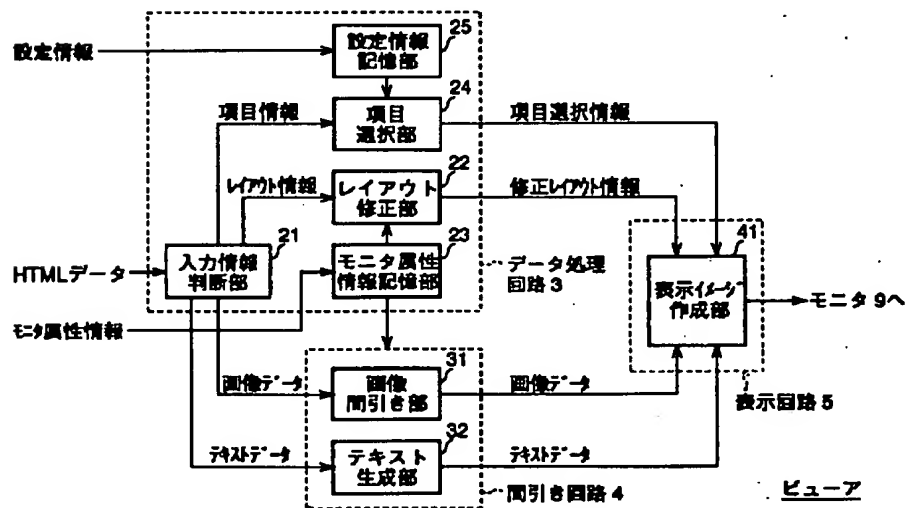 25
設定情報
設定情報
記憶部
24
項目情報
項目
選択部
項目選択情報
22
レイアウト情報
レイアウト
修正部
修正レイアウト情報
21
23
41
HTMLデータ
入力情報
判断部
モニタ属性
情報記憶部
データ処理
回路3
表示イメージ
作成部
モニタ9へ
モニタ属性情報
31
画像データ
画像
間引き部
画像データ
表示回路5
32
テキストデータ
テキスト
生成部
テキストデータ
間引き回路4
ビューア